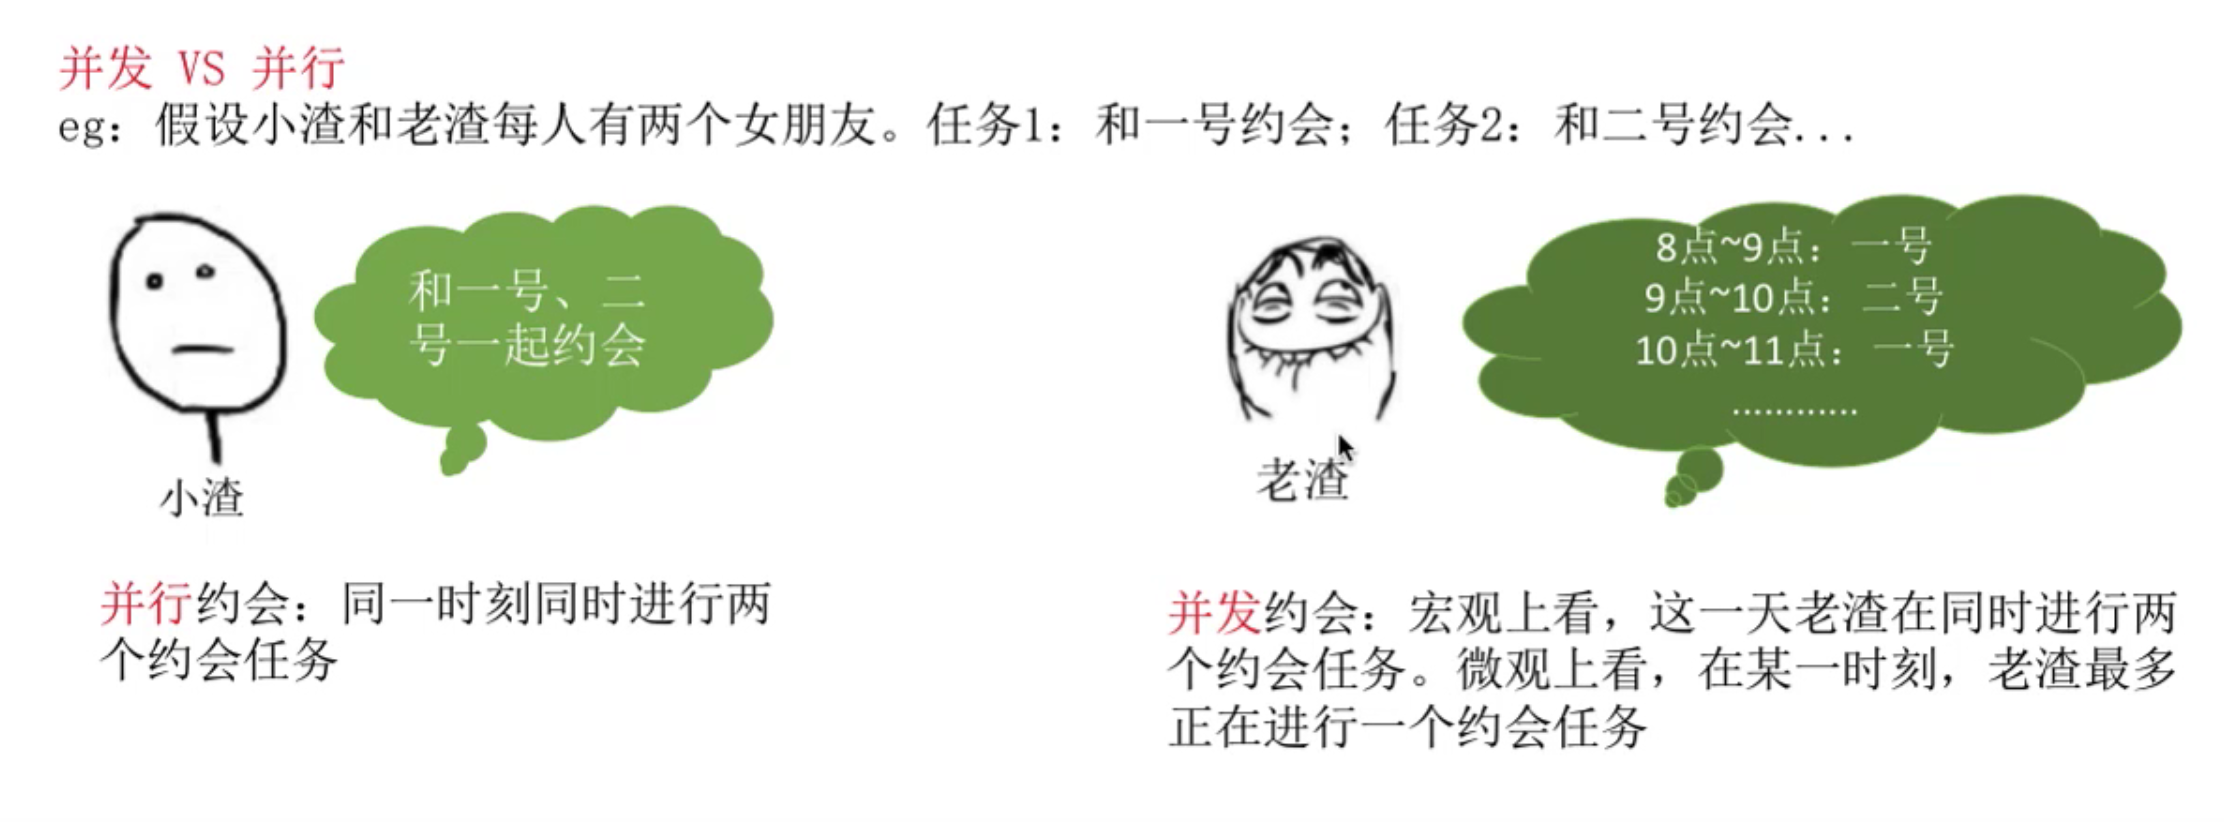 并发 VS 并行
eg：假设小渣和老渣每人有两个女朋友。任务1：和一号约会；任务2：和二号约会...
和一号、二
号一起约会
小渣
并行约会：同一时刻同时进行两
个约会任务
8点~9点：一号
9点~10点：二号
10点~11点：一号
............
老渣
并发约会：宏观上看，这一天老渣在同时进行两
个约会任务。微观上看，在某一时刻，老渣最多
正在进行一个约会任务